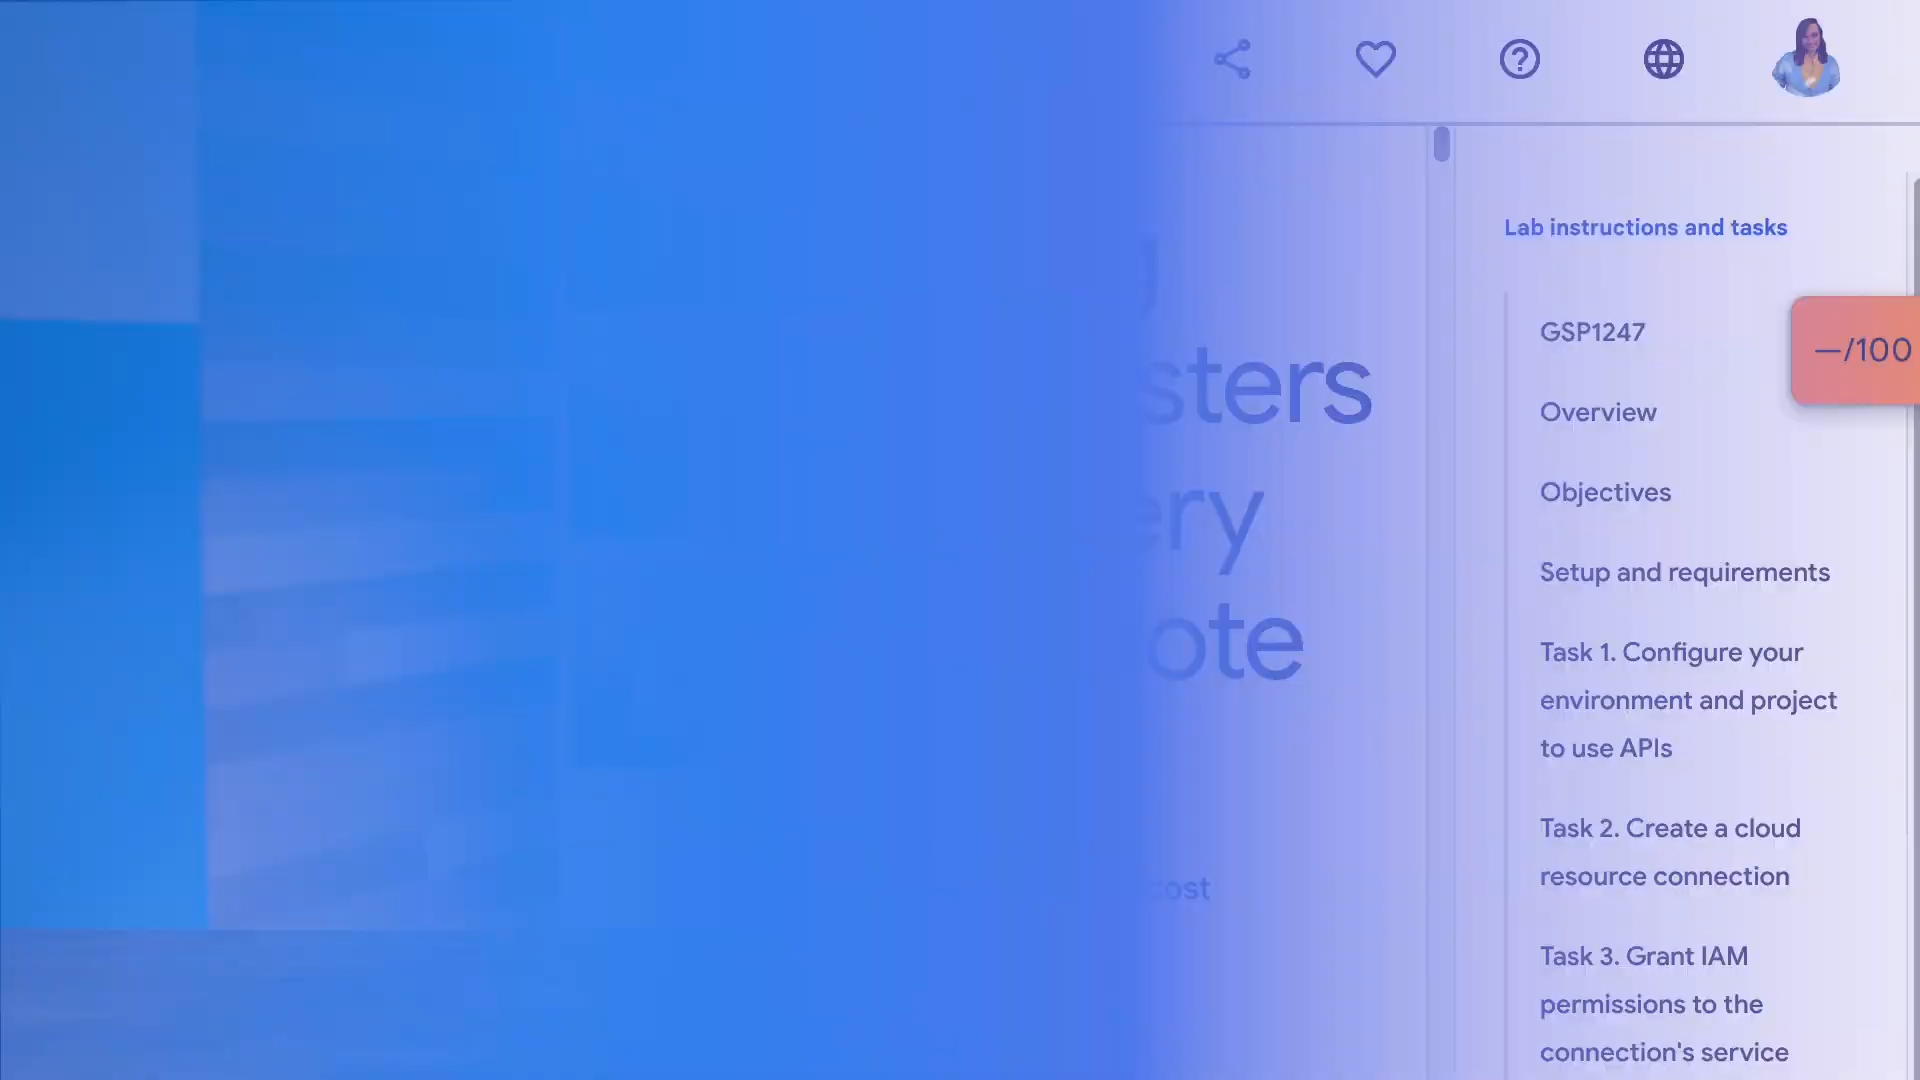 Lab instructions and tasks
GSP1247
—/100
Overview
Objectives
Setup and requirements
Task 1. Configure your
environment and project
to use APIs
Task 2. Create a cloud
resource connection
Task 3. Grant IAM
permissions to the
connection's service